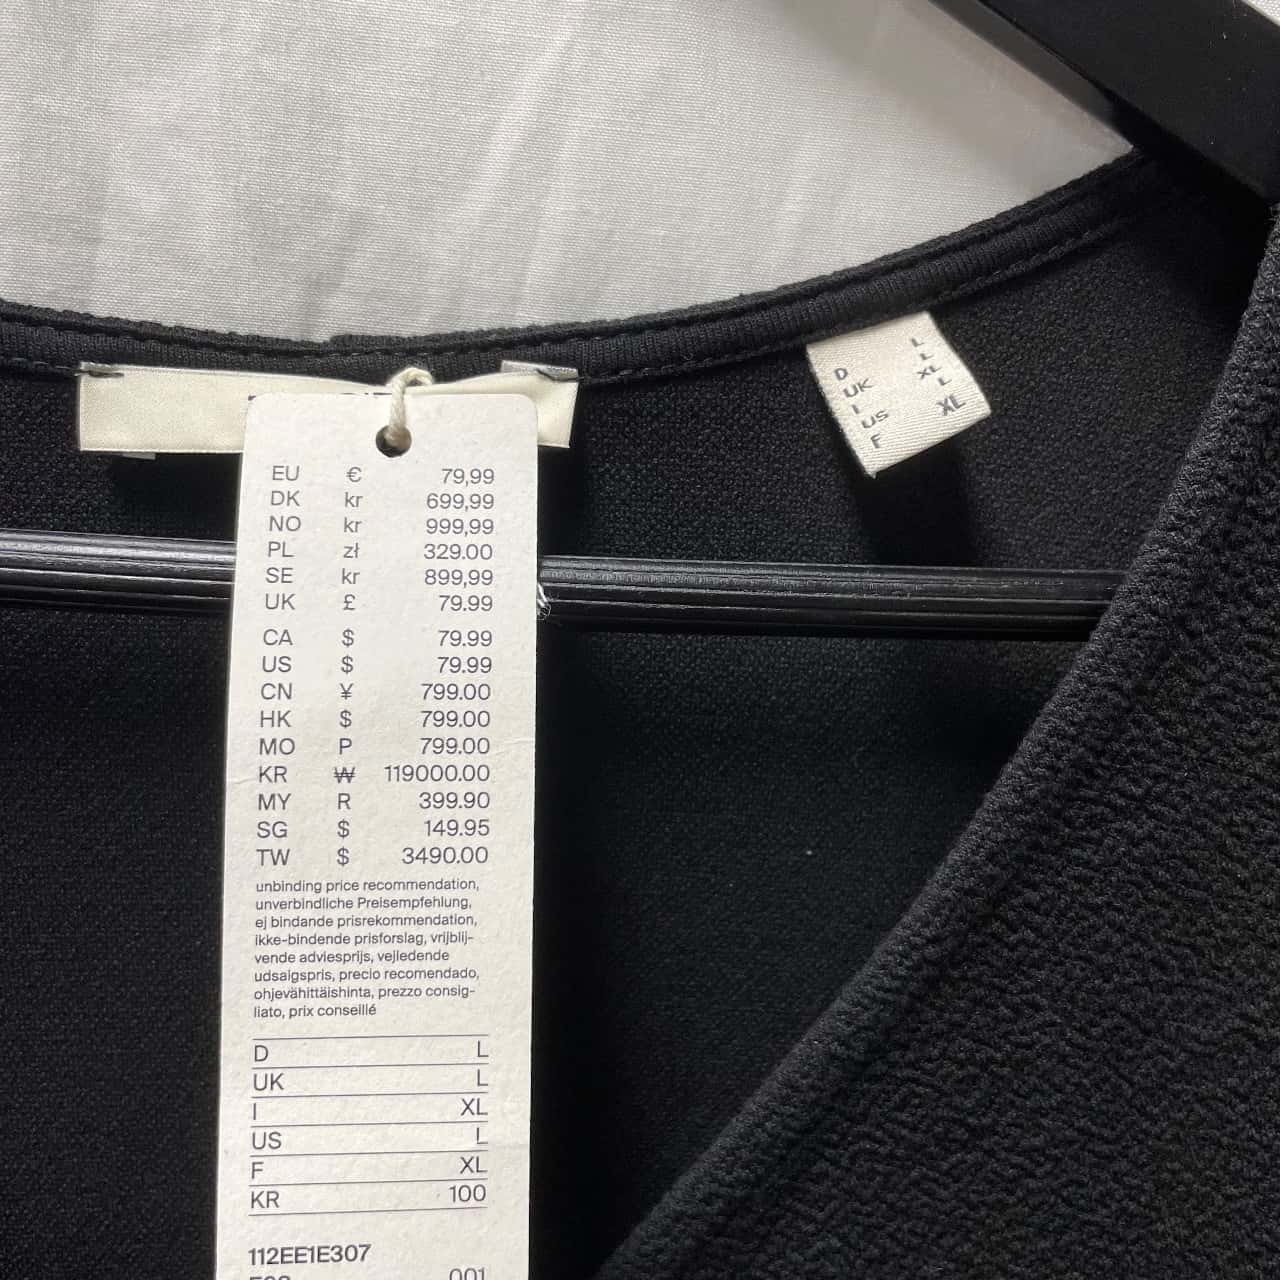 EU € 79,99
DK kr 699,99
NO kr 999,99
PL zł 329.00
SE kr 899,99
UK £ 79.99
CA $ 79.99
US $ 79.99
CN ¥ 799.00
HK $ 799.00
MO P 799.00
KR ₩ 119000.00
MY R 399.90
SG $ 149.95
TW $ 3490.00
unbinding price recommendation,
unverbindliche Preisempfehlung,
ej bindande prisrekommendation,
ikke-bindende prisforslag, vrijblij-
vende adviesprijs, vejledende
udsalgspris, precio recomendado,
ohjevähittäishinta, prezzo consig-
liato, prix conseillé
D L
UK L
I XL
US L
F XL
KR 100
112EE1E307
001
D L
UK L
I XL
US L
F XL